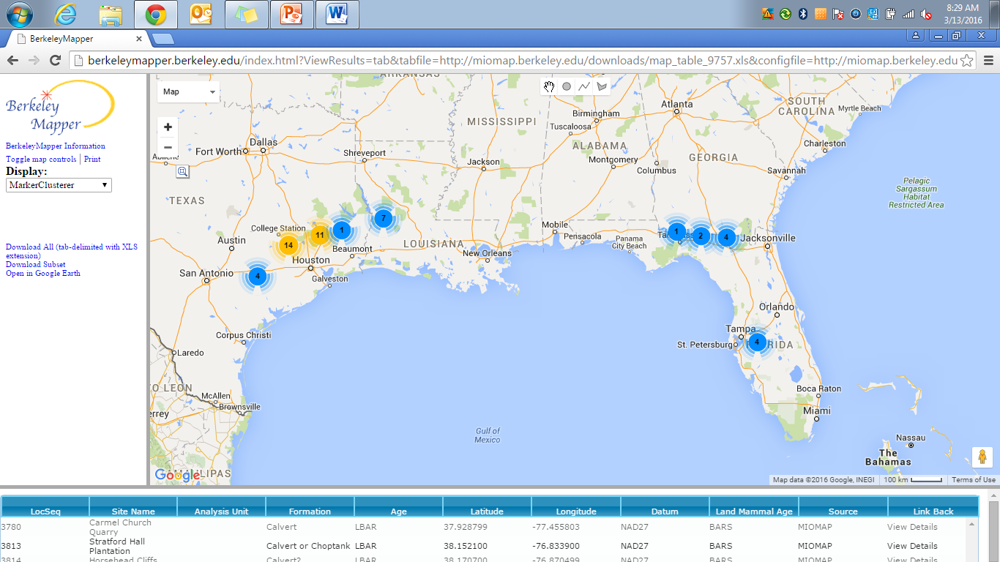 8:29 AM
3/13/2016
BerkeleyMapper
berkeleymapper.berkeley.edu/index.html?ViewResults=tab&tabfile=http://miomap.berkeley.edu/downloads/map_table_9757.xls&configfile=http://miomap.berkeley.edu
Berkeley
Mapper
BerkeleyMapper Information
Toggle map controls | Print
Display:
MarkerClusterer
Download All (tab-delimited with XLS
extension)
Download Subset
Open in Google Earth
Map
ARKANSAS
MISSISSIPPI
Birmingham
Tuscaloosa
ALABAMA
Montgomery
Atlanta
SOUTH
CAROLINA
Myrtle Beach
Charleston
GEORGIA
Columbus
Savannah
Dallas
Fort Worth
Abilene
Shreveport
Jackson
Pelagic
Sargassum
Habitat
Restricted Area
TEXAS
College Station
Austin
14
11
1
7
Houston
Beaumont
LOUISIANA
New Orleans
Mobile
Pensacola
Panama
City Beach
1
2
4
Jacksonville
San Antonio
4
Galveston
Corpus Christi
Laredo
McAllen
Brownsville
Orlando
Tampa
St. Petersburg
4
FLORIDA
Boca Raton
Miami
Gulf of
Mexico
Nassau
The
Bahamas
Google
Map data ©2016 Google, INEGI
100 km
Terms of Use
LocSeq Site Name Analysis Unit Formation Age Latitude Longitude Datum Land Mammal Age Source Link Back
3780 Carmel Church Quarry Calvert LBAR 37.928799 -77.455803 NAD27 BARS MIOMAP View Details
3813 Stratford Hall Plantation Calvert or Choptank LBAR 38.152100 -76.833900 NAD27 BARS MIOMAP View Details
3814 Horsehead Cliffs Calvert? LBAR 38.170700 -76.870499 NAD27 BARS MIOMAP View Details